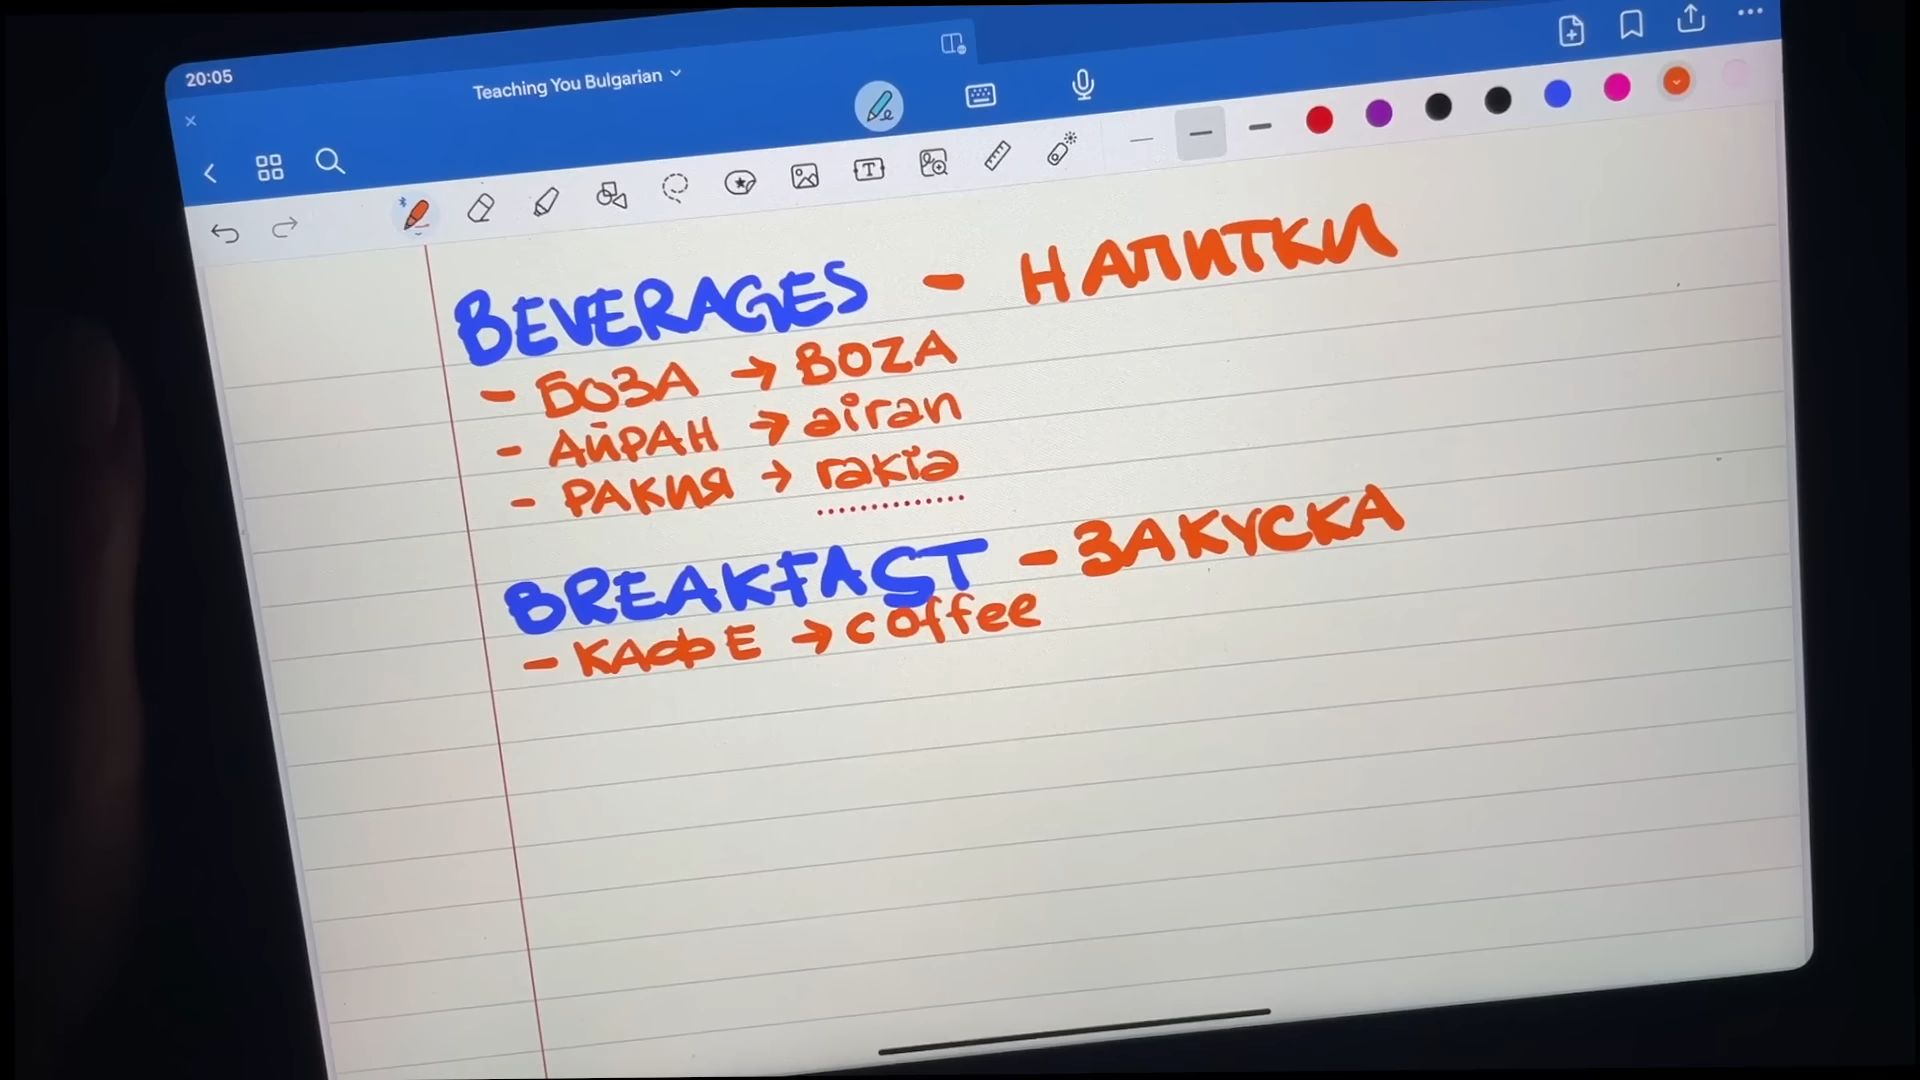 20:05
Teaching You Bulgarian
BEVERAGES - НАПИТКИ
- БОЗА → BOZA
- АЙРАН → airan
- РАКИЯ → rakia
BREAKFAST - ЗАКУСКА
- КАФЕ → coffee